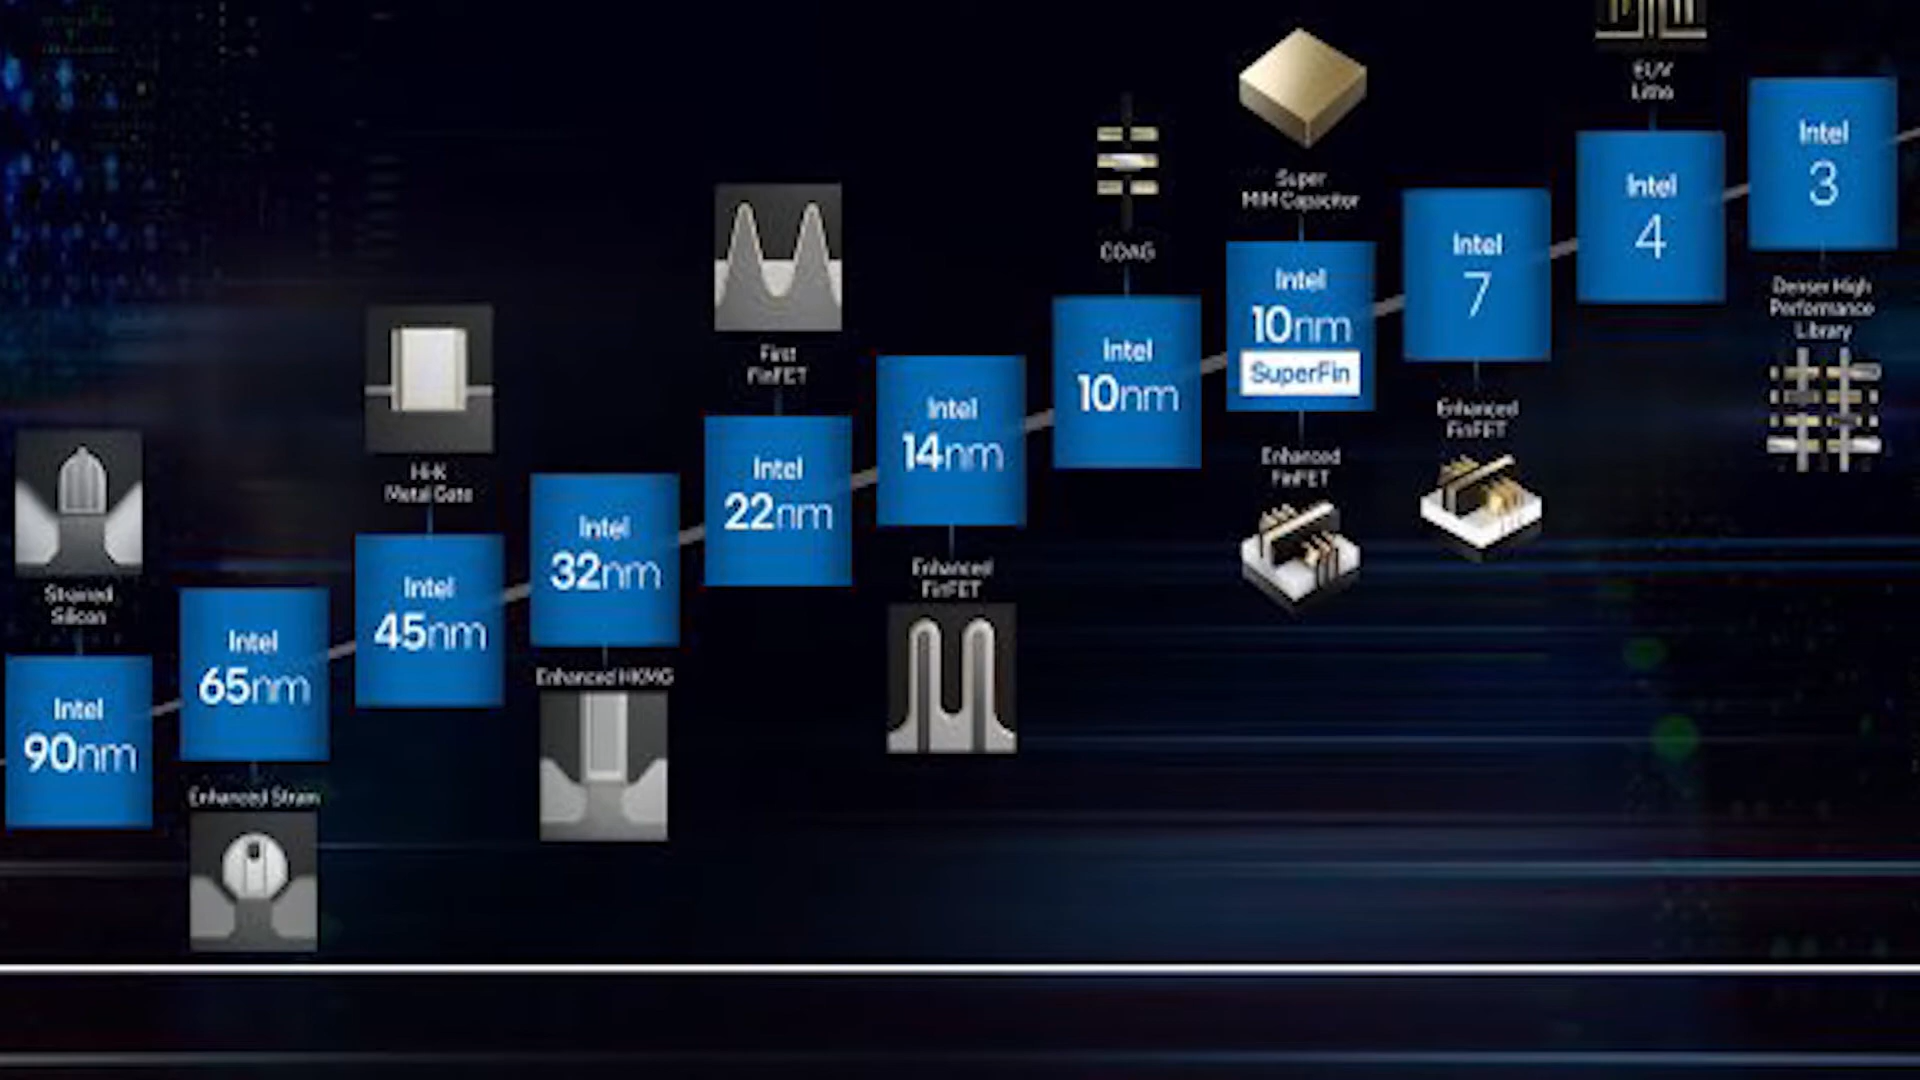 Strained
Silicon
Intel
90nm
Intel
65nm
Enhanced Strain
Hi-K
Metal Gate
Intel
45nm
Intel
32nm
Enhanced HKMG
First
FinFET
Intel
22nm
Intel
14nm
Enhanced
FinFET
COAG
Intel
10nm
Super
MIM Capacitor
Intel
10nm
SuperFin
Enhanced
FinFET
Intel
7
Enhanced
FinFET
EUV
Litho
Intel
4
Intel
3
Denser High
Performance
Library